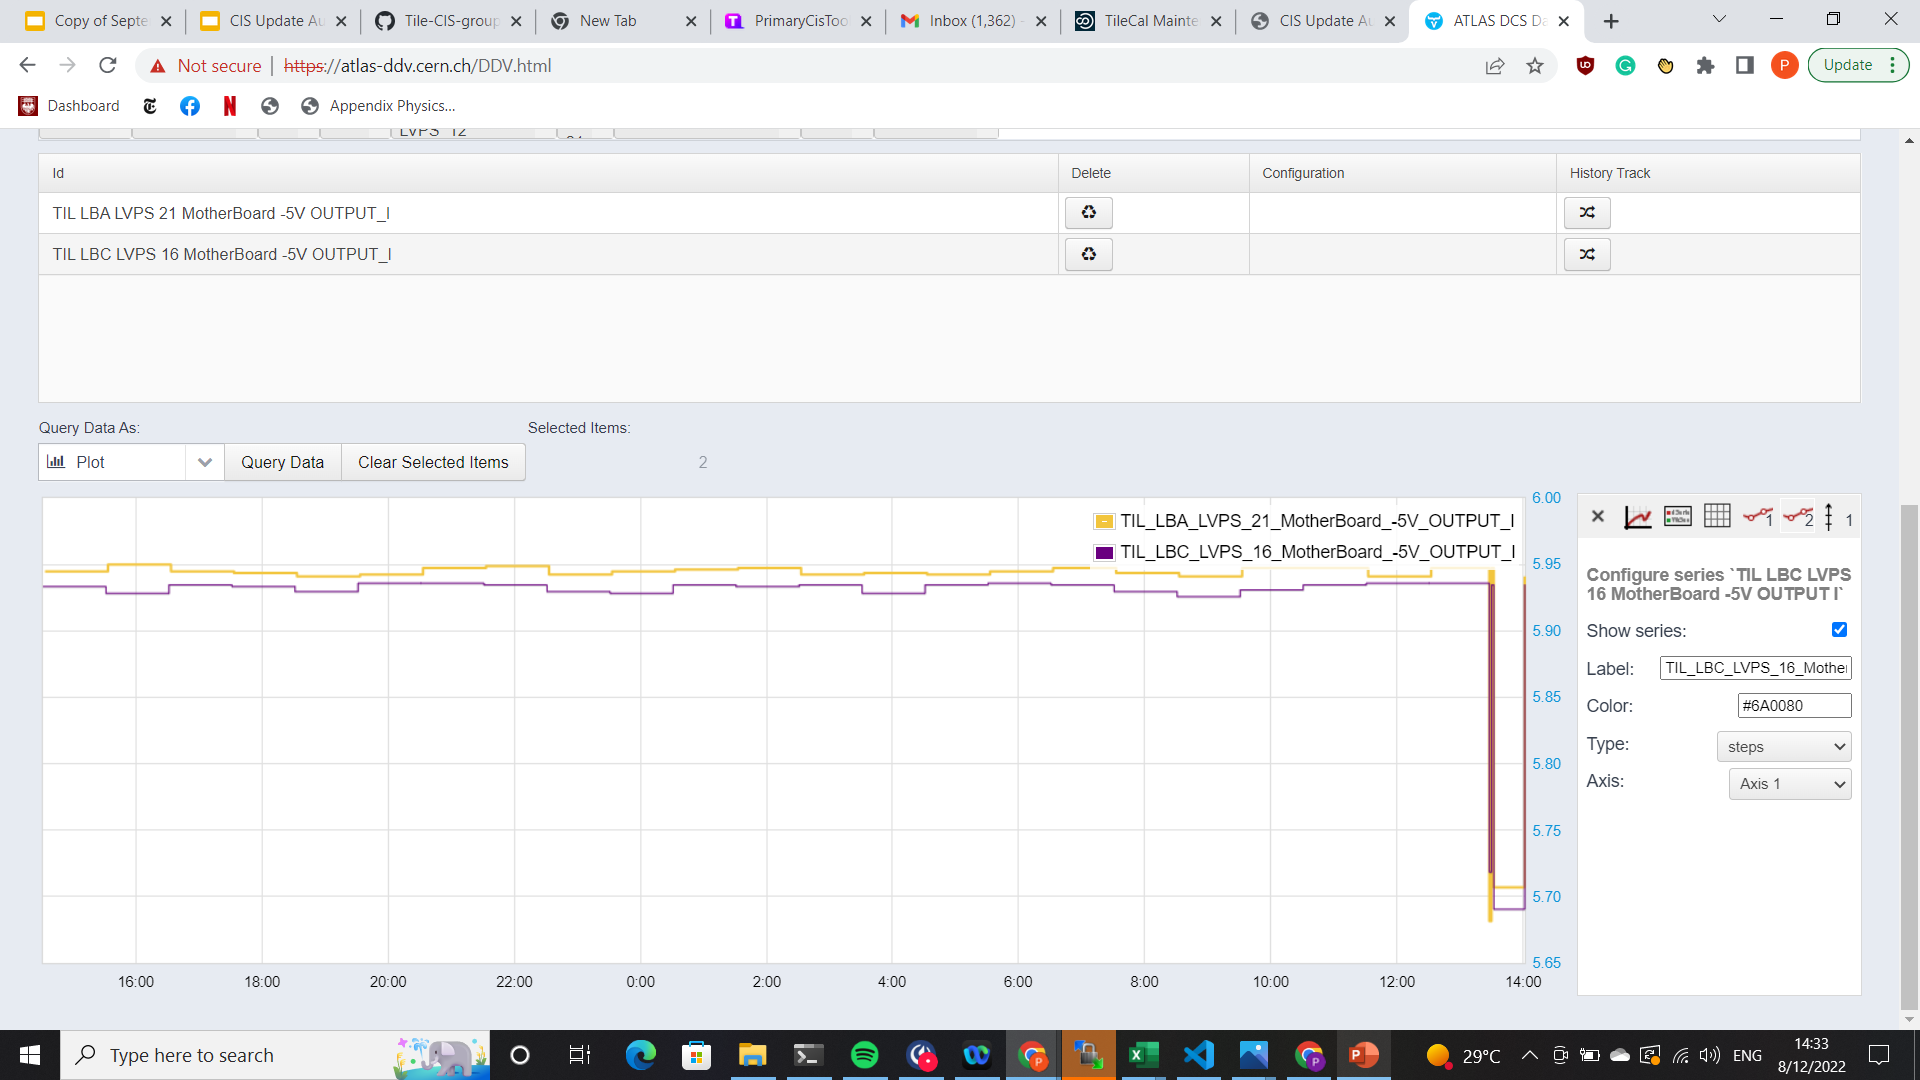 Copy of Septe
CIS Update Au
Tile-CIS-group
New Tab
PrimaryCisToo
Inbox (1,362) -
TileCal Mainte
CIS Update Au
ATLAS DCS Da
Not secure | https://atlas-ddv.cern.ch/DDV.html
P
Update
Dashboard
Appendix Physics...
LVPS 12
Id Delete Configuration History Track
TIL LBA LVPS 21 MotherBoard -5V OUTPUT_I
TIL LBC LVPS 16 MotherBoard -5V OUTPUT_I
Query Data As: Selected Items:
Plot Query Data Clear Selected Items 2
TIL_LBA_LVPS_21_MotherBoard_-5V_OUTPUT_I
TIL_LBC_LVPS_16_MotherBoard_-5V_OUTPUT_I
6.00
5.95
5.90
5.85
5.80
5.75
5.70
5.65
16:00 18:00 20:00 22:00 0:00 2:00 4:00 6:00 8:00 10:00 12:00 14:00
1 2 1
Configure series `TIL LBC LVPS
16 MotherBoard -5V OUTPUT I`
Show series:
Label: TIL_LBC_LVPS_16_Mother
Color: #6A0080
Type: steps
Axis: Axis 1
Type here to search
29°C
ENG
14:33
8/12/2022